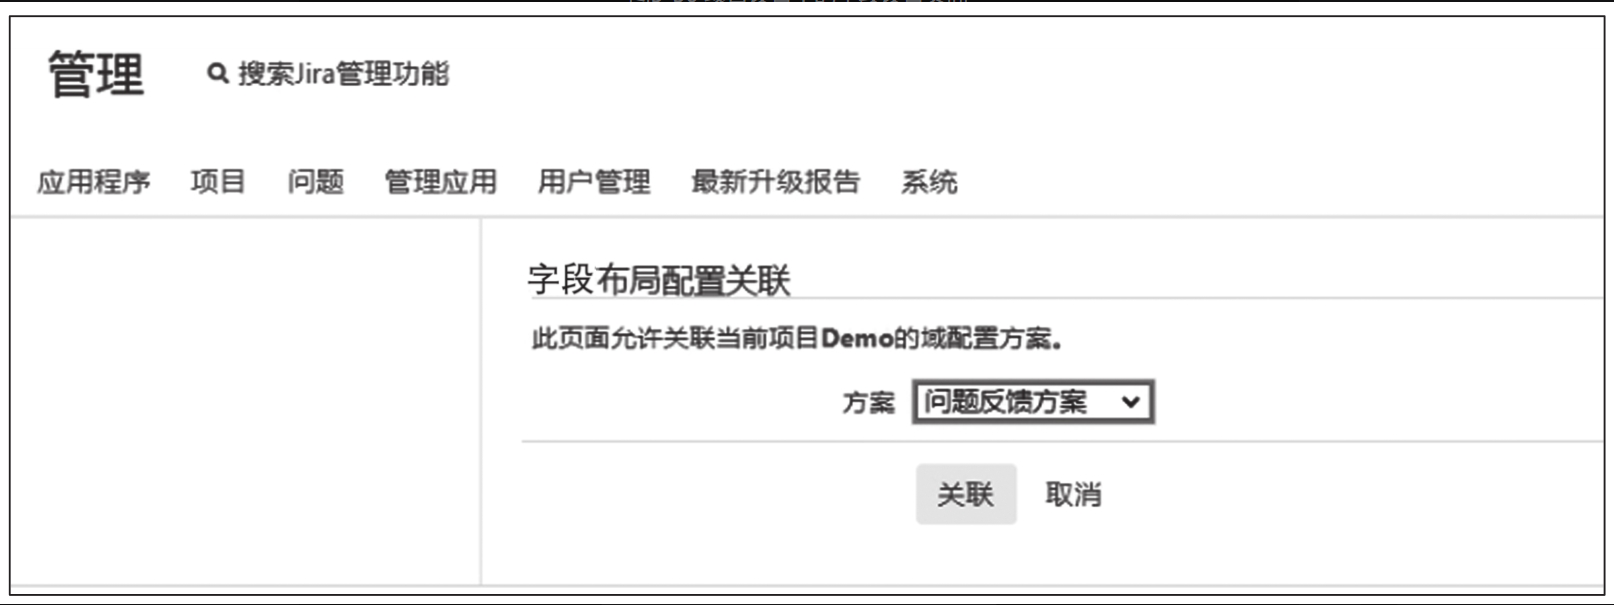 管理 搜索Jira管理功能
应用程序 项目 问题 管理应用 用户管理 最新升级报告 系统
字段布局配置关联
此页面允许关联当前项目Demo的域配置方案。
方案 问题反馈方案
关联 取消